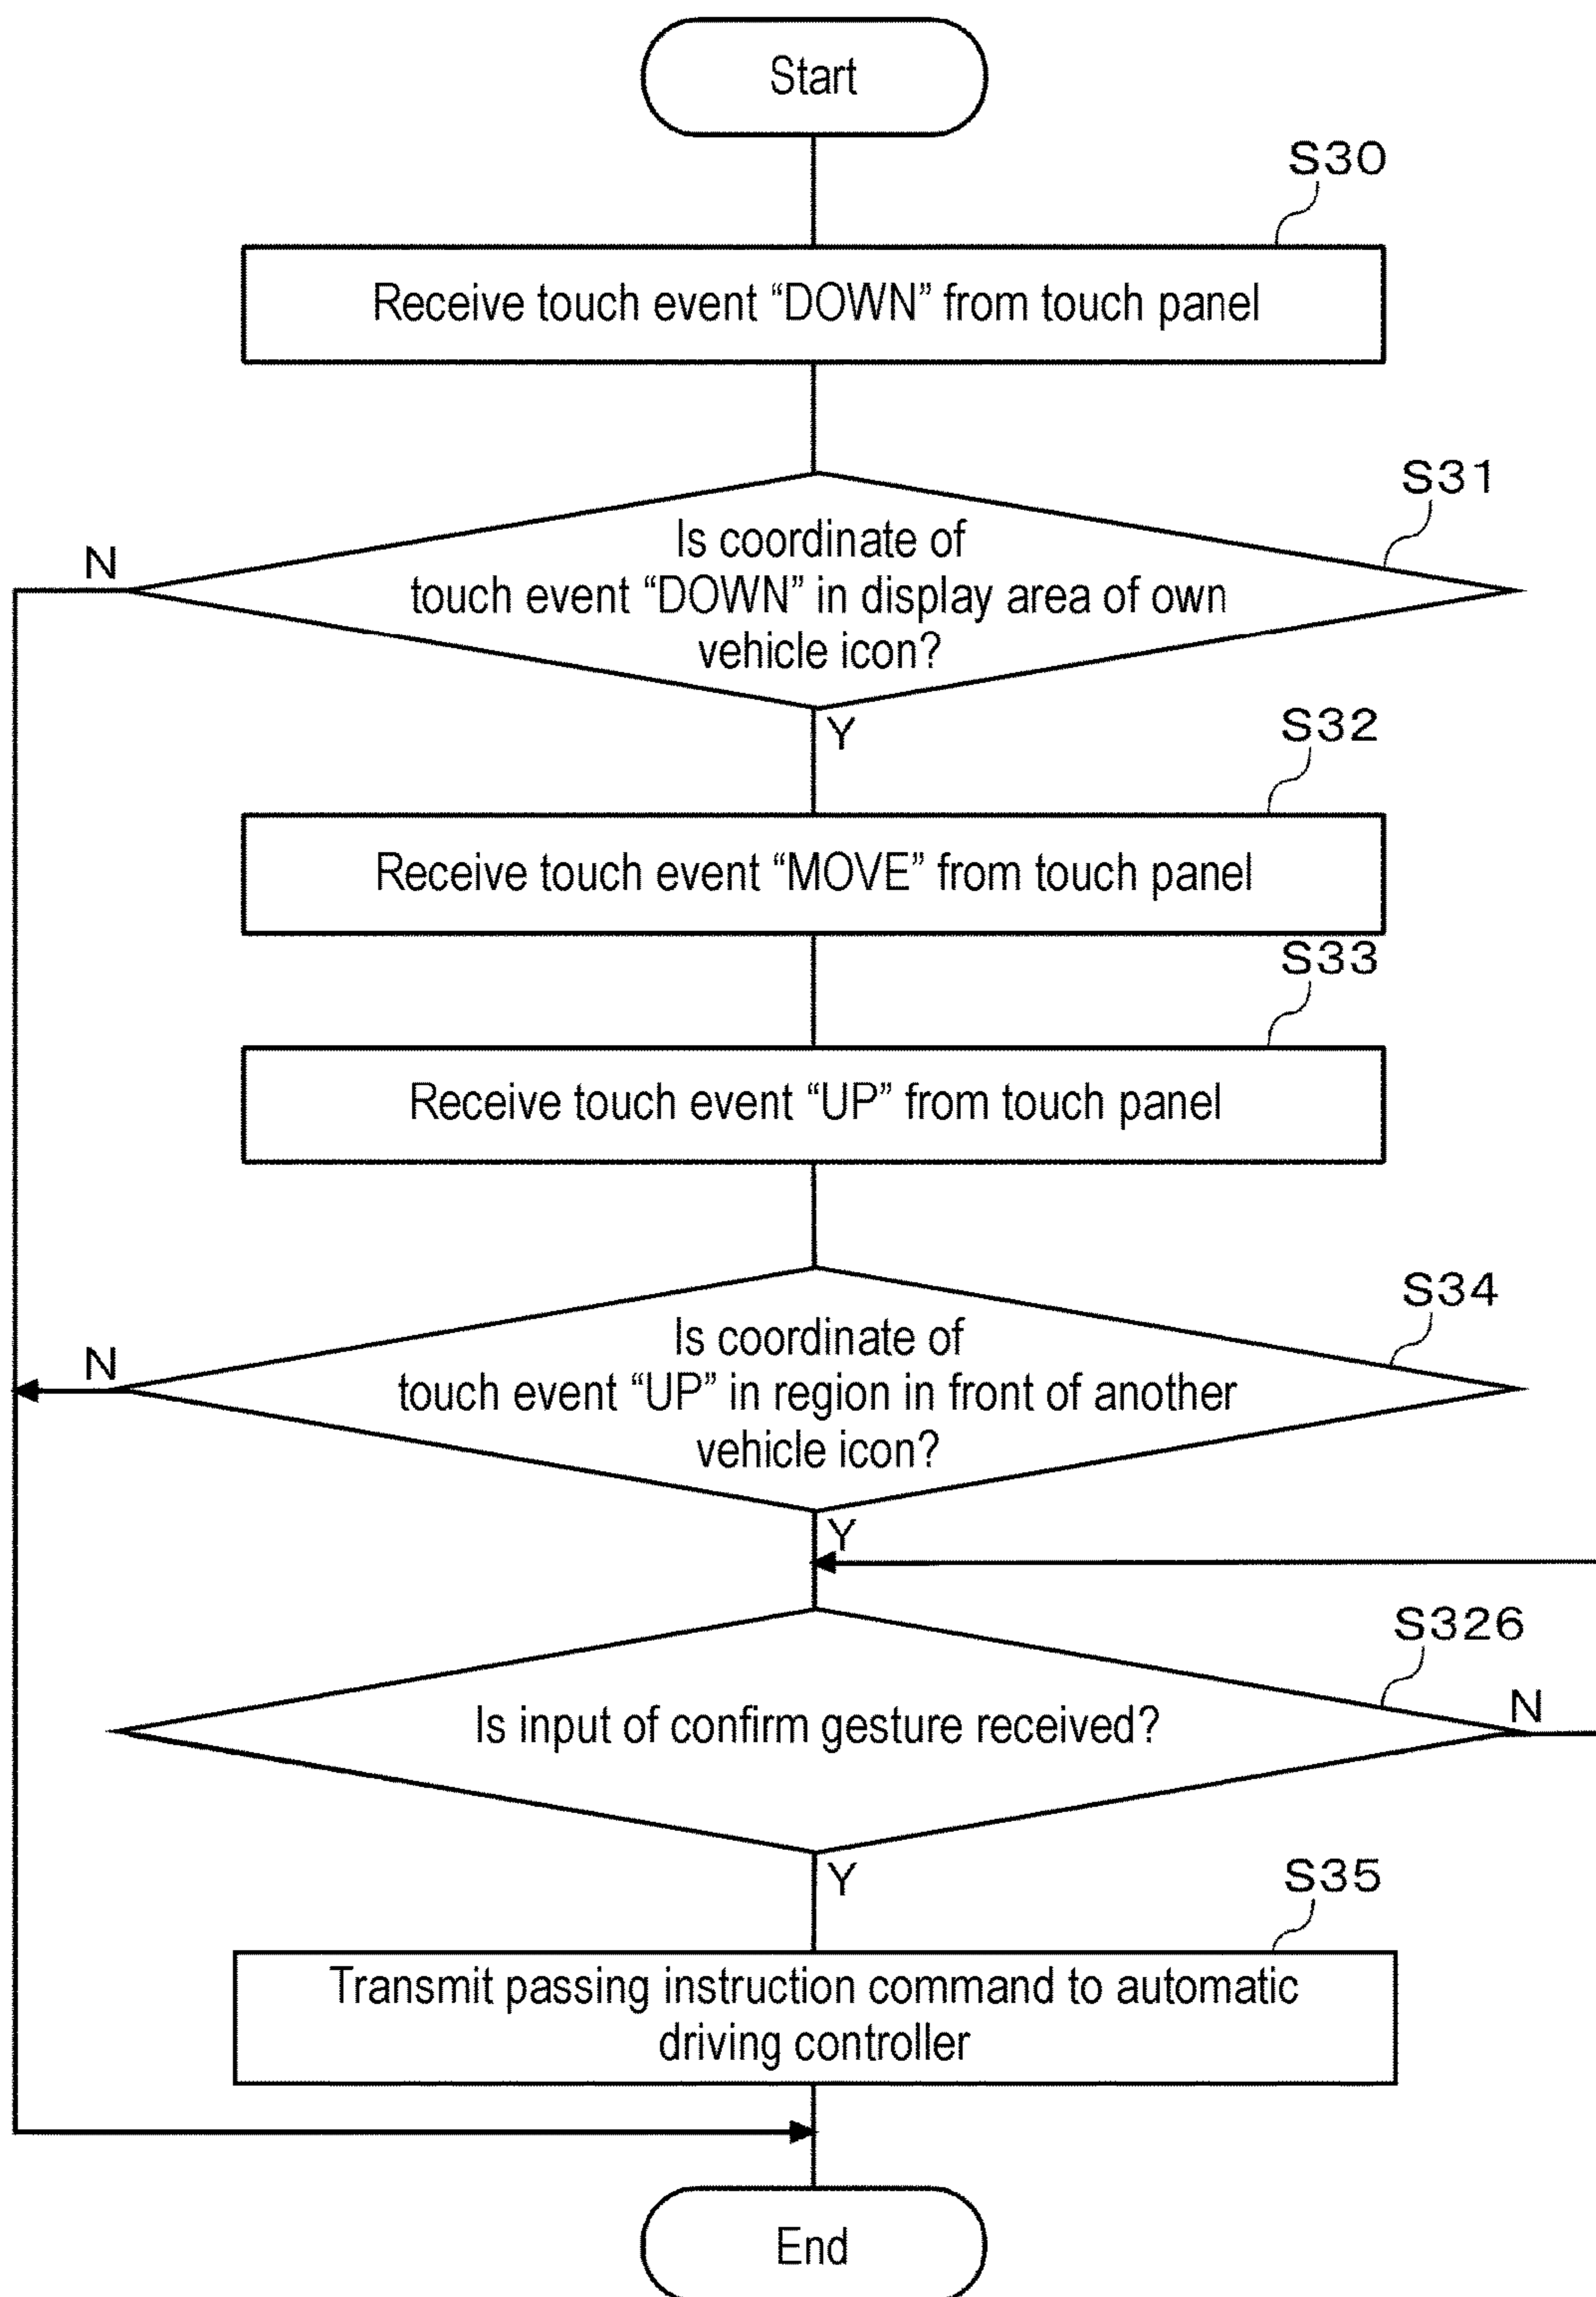 Start
S30
Receive touch event “DOWN” from touch panel
S31
N
Is coordinate of
touch event “DOWN” in display area of own
vehicle icon?
Y
S32
Receive touch event “MOVE” from touch panel
S33
Receive touch event “UP” from touch panel
S34
N
Is coordinate of
touch event “UP” in region in front of another
vehicle icon?
Y
S326
N
Is input of confirm gesture received?
Y
S35
Transmit passing instruction command to automatic
driving controller
End